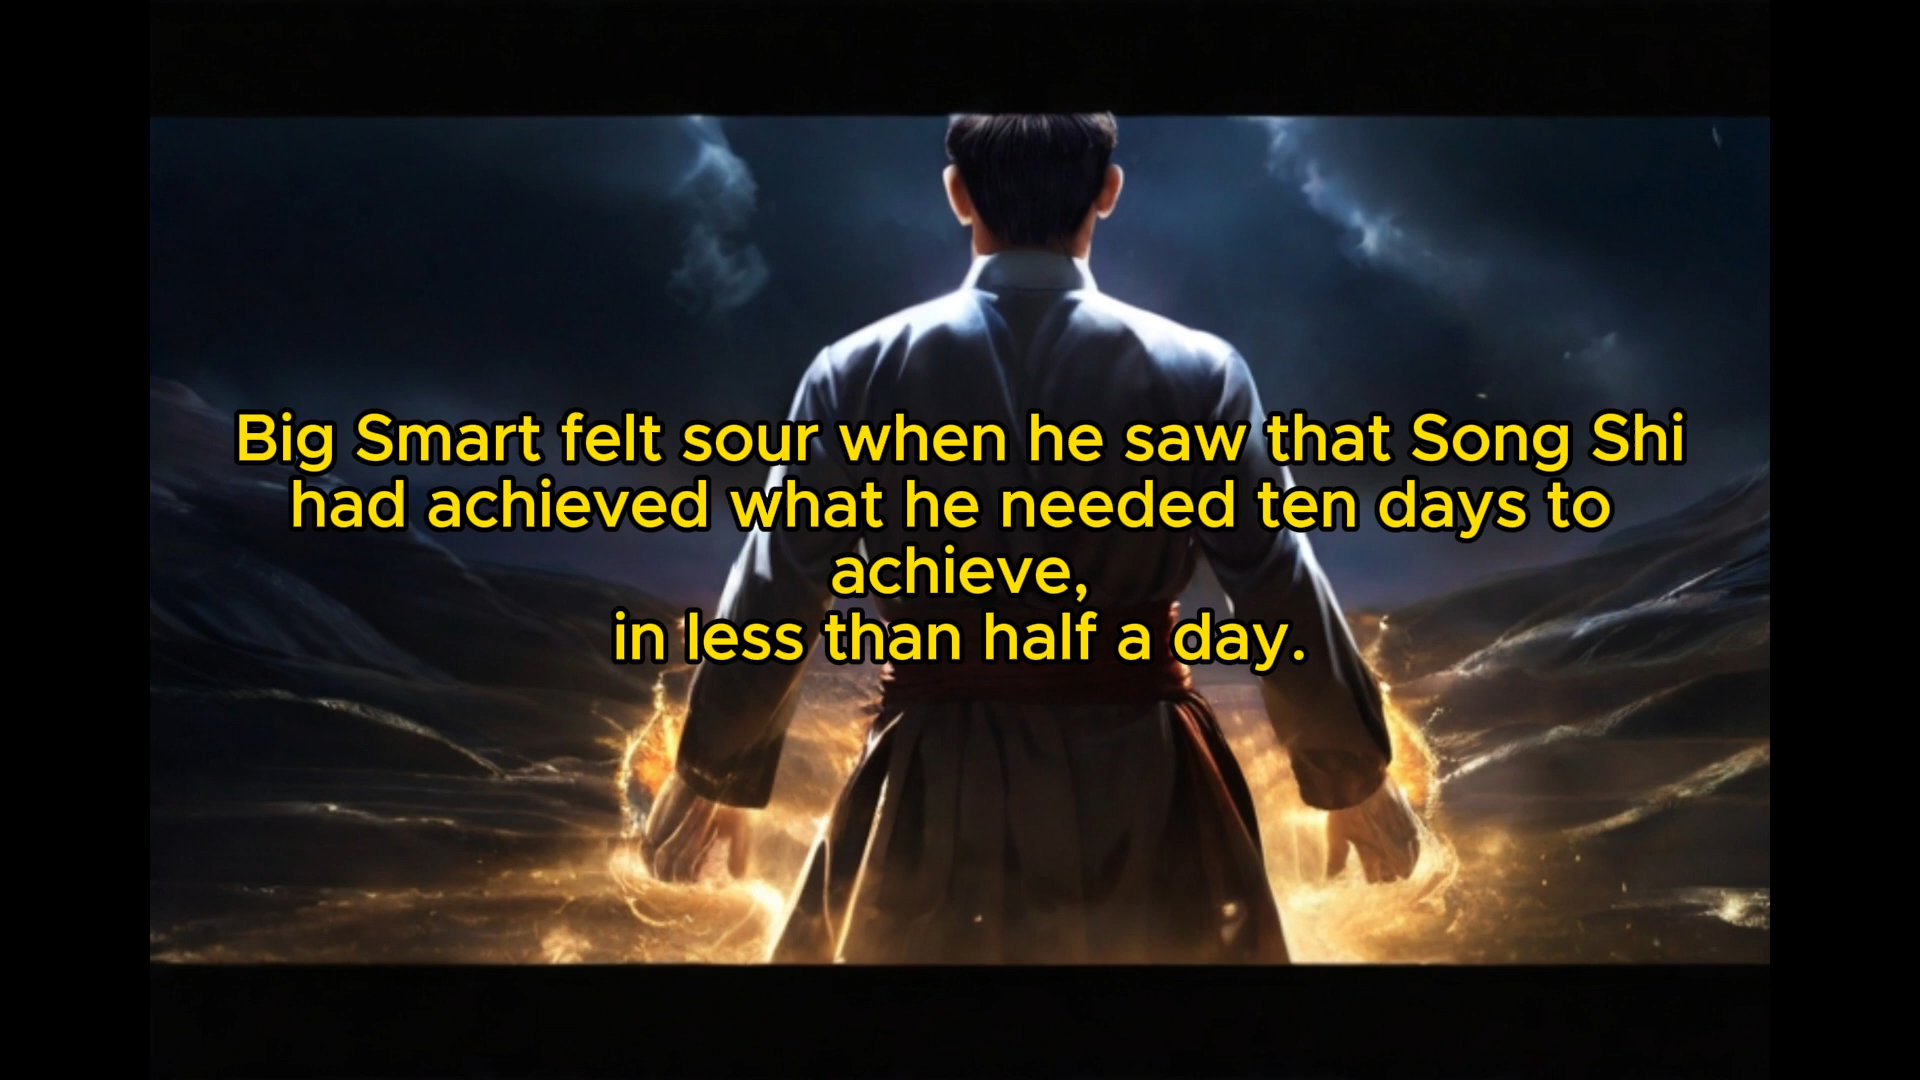 Big Smart felt sour when he saw that Song Shi
had achieved what he needed ten days to
achieve,
in less than half a day.